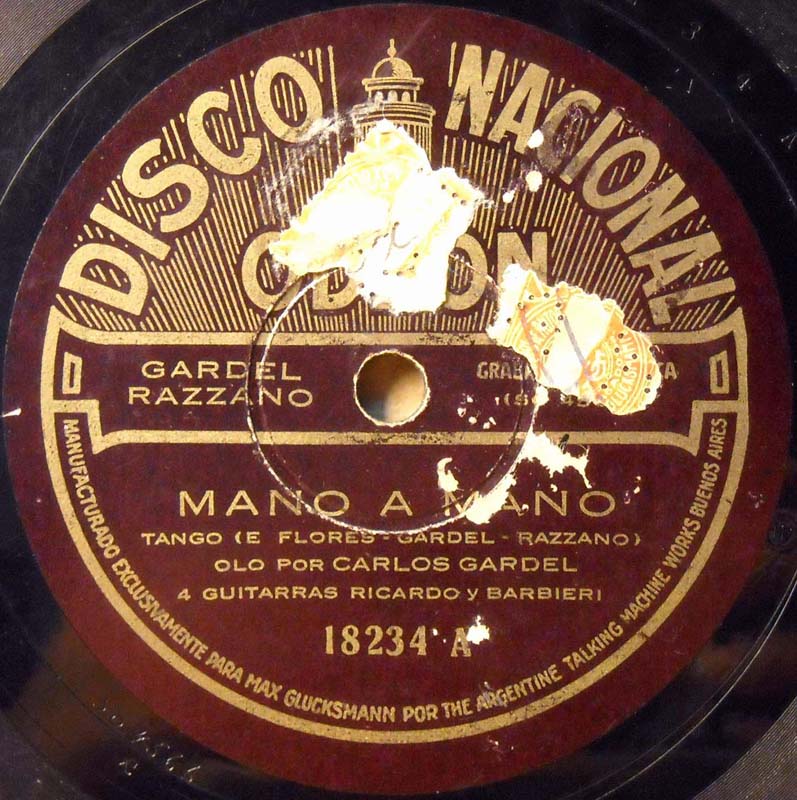 DISCO NACIONAL
GARDEL
RAZZANO
MANO A MANO
TANGO (E FLORES - GARDEL - RAZZANO)
OLO POR CARLOS GARDEL
4 GUITARRAS RICARDO y BARBIERI
18234 A
MANUFACTURADO EXCLUSIVAMENTE PARA MAX GLUCKSMANN POR THE ARGENTINE TALKING MACHINE WORKS BUENOS AIRES